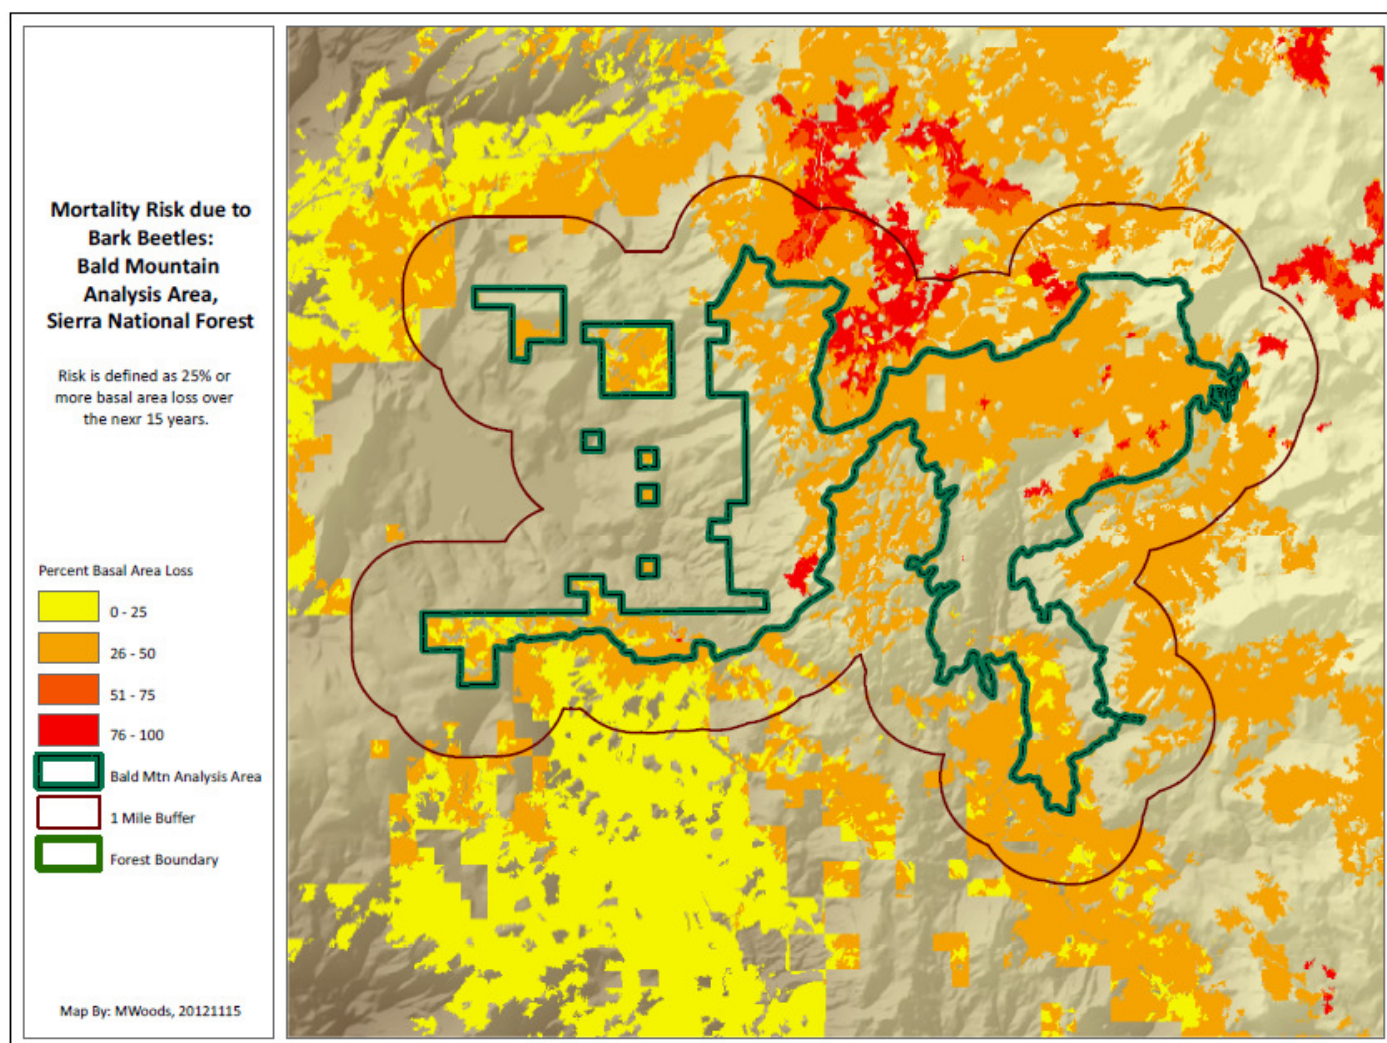 Mortality Risk due to
Bark Beetles:
Bald Mountain
Analysis Area,
Sierra National Forest
Risk is defined as 25% or
more basal area loss over
the nexr 15 years.
Percent Basal Area Loss
0 - 25
26 - 50
51 - 75
76 - 100
Bald Mtn Analysis Area
1 Mile Buffer
Forest Boundary
Map By: MWoods, 20121115